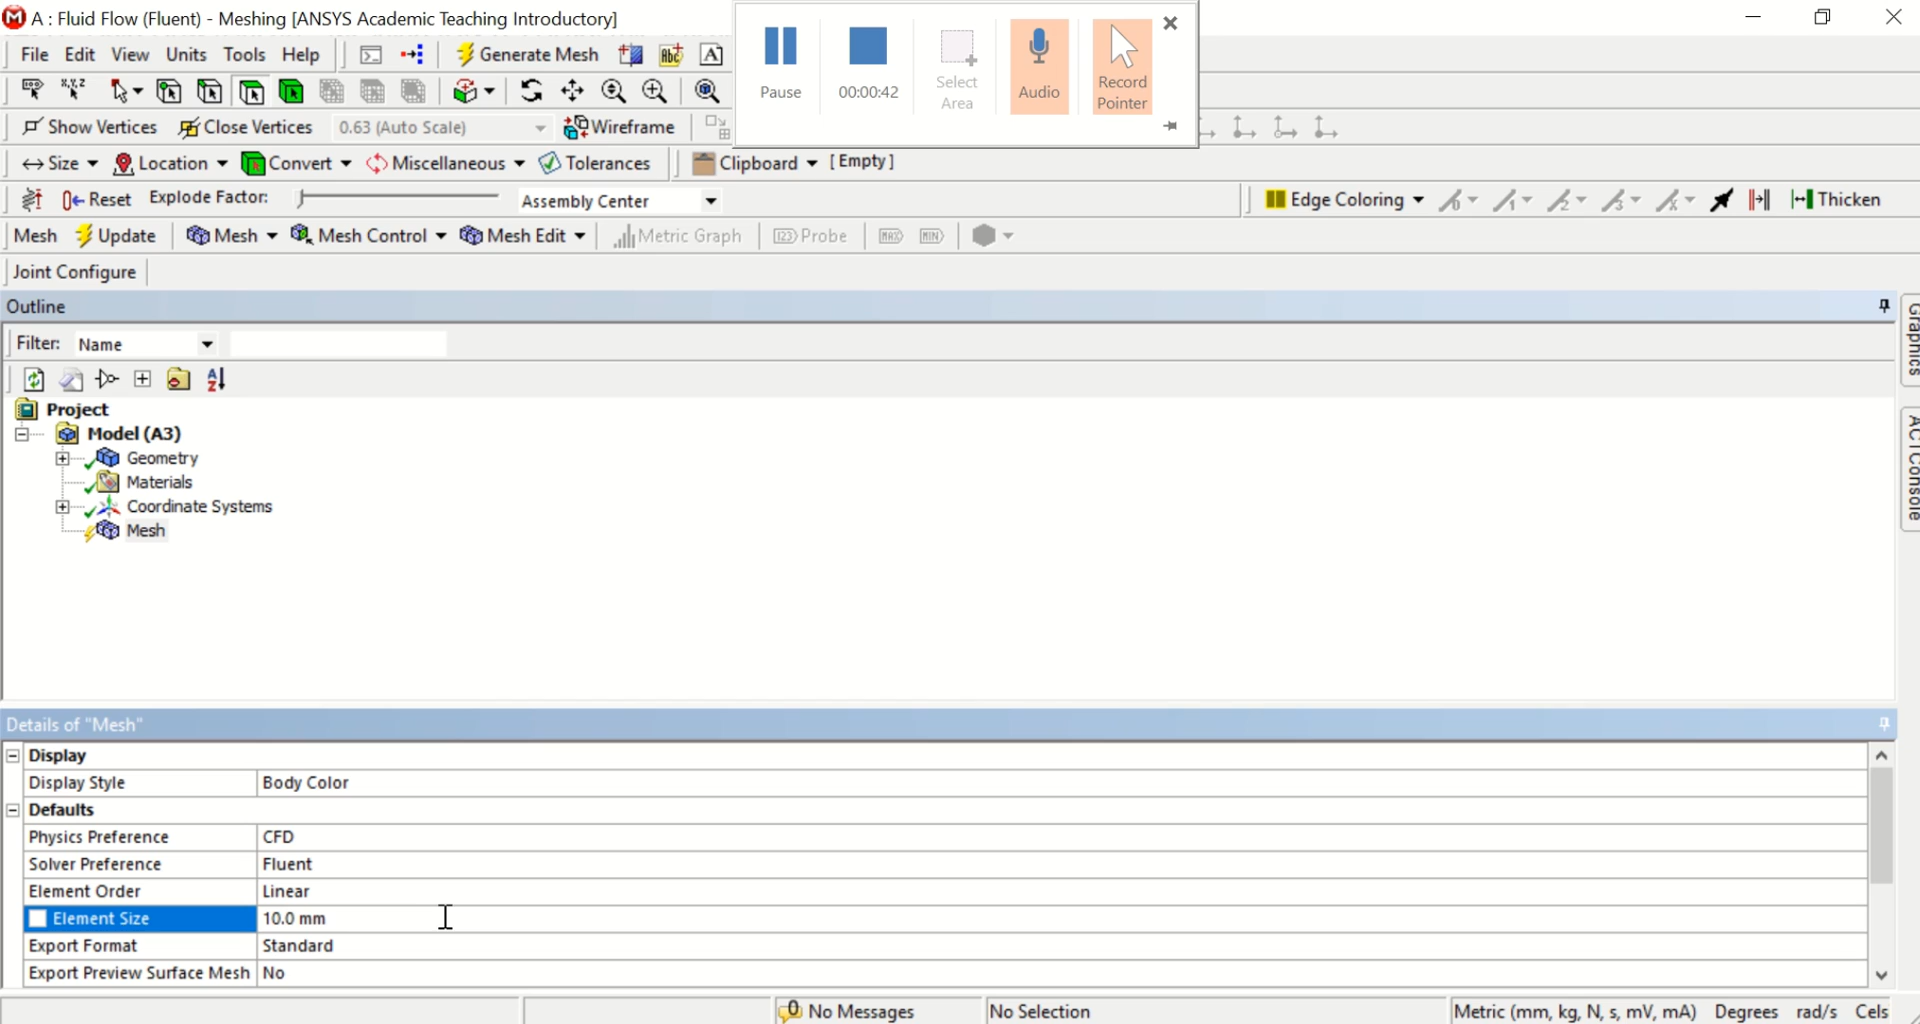 A : Fluid Flow (Fluent) - Meshing [ANSYS Academic Teaching Introductory]
File Edit View Units Tools Help Generate Mesh Abc A
Pause 00:00:42 Select Area Audio Record Pointer
Show Vertices Close Vertices 0.63 (Auto Scale) Wireframe
Size Location Convert Miscellaneous Tolerances Clipboard [ Empty ]
Reset Explode Factor: Assembly Center Edge Coloring Thicken
Mesh Update Mesh Mesh Control Mesh Edit Metric Graph Probe MAX MIN
Joint Configure
Outline
Graphics
Filter: Name
Project
Model (A3)
ACT Console
Geometry
Materials
Coordinate Systems
Mesh
Details of "Mesh"
Display
Display Style Body Color
Defaults
Physics Preference CFD
Solver Preference Fluent
Element Order Linear
Element Size 10.0 mm
Export Format Standard
Export Preview Surface Mesh No
0 No Messages No Selection Metric (mm, kg, N, s, mV, mA) Degrees rad/s Cels